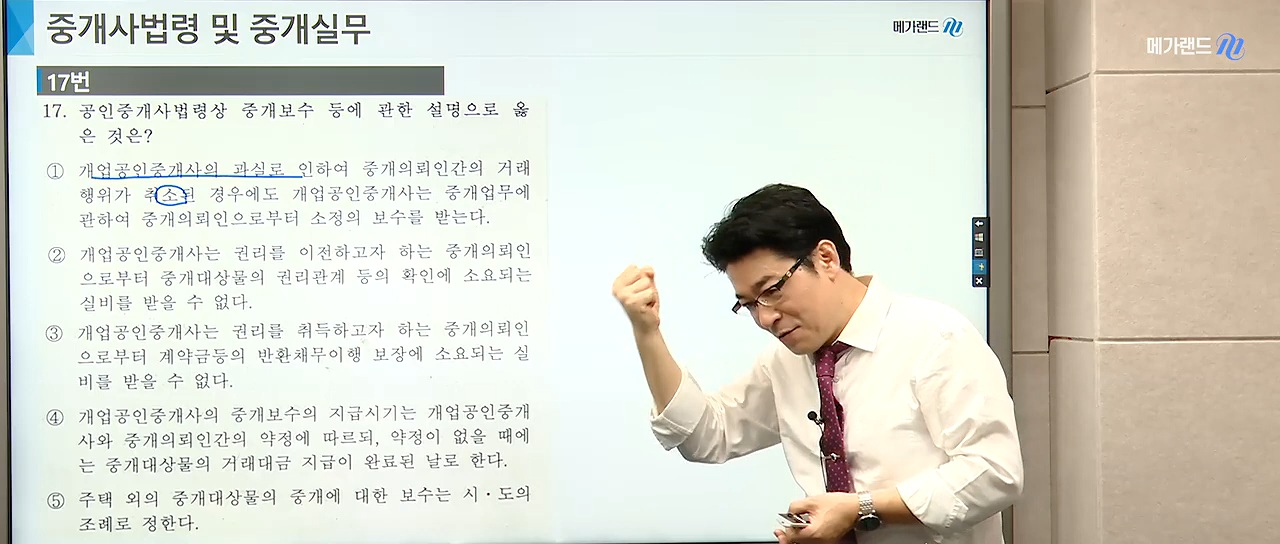 중개사법령 및 중개실무
메가랜드
메가랜드
17번
17. 공인중개사법령상 중개보수 등에 관한 설명으로 옳
은 것은?
① 개업공인중개사의 과실로 인하여 중개의뢰인간의 거래
행위가 취소된 경우에도 개업공인중개사는 중개업무에
관하여 중개의뢰인으로부터 소정의 보수를 받는다.
② 개업공인중개사는 권리를 이전하고자 하는 중개의뢰인
으로부터 중개대상물의 권리관계 등의 확인에 소요되는
실비를 받을 수 없다.
③ 개업공인중개사는 권리를 취득하고자 하는 중개의뢰인
으로부터 계약금등의 반환채무이행 보장에 소요되는 실
비를 받을 수 없다.
④ 개업공인중개사의 중개보수의 지급시기는 개업공인중개
사와 중개의뢰인간의 약정에 따르되, 약정이 없을 때에
는 중개대상물의 거래대금 지급이 완료된 날로 한다.
⑤ 주택 외의 중개대상물의 중개에 대한 보수는 시·도의
조례로 정한다.